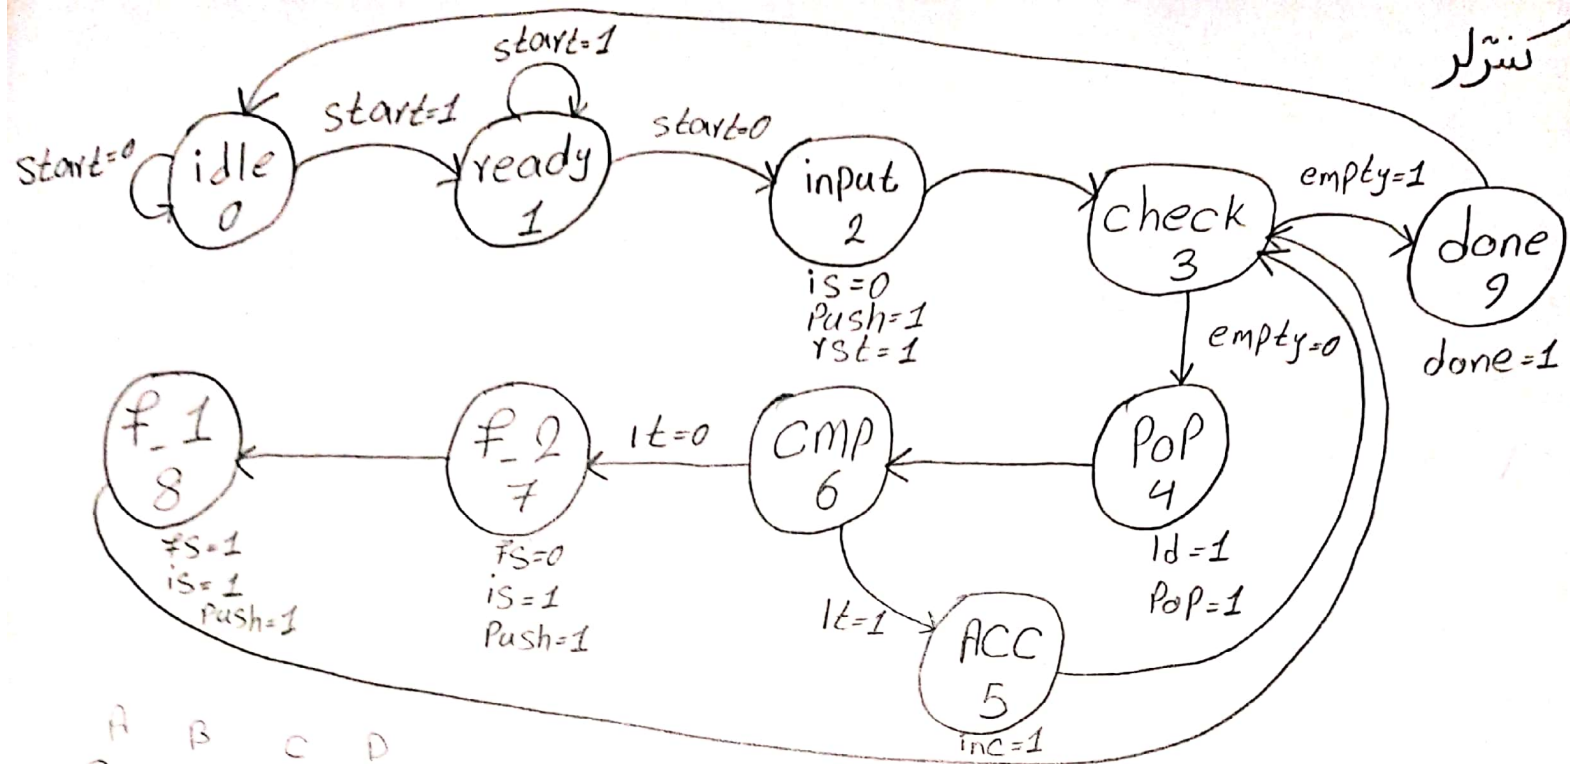 کنترلر
start=1
start=0
idle
0
start=1
ready
1
start=0
input
2
is=0
Push=1
rst=1
check
3
empty=1
done
9
done=1
empty=0
PoP
4
ld=1
PoP=1
CMP
6
lt=0
f_2
7
fs=0
is=1
Push=1
f_1
8
fs=1
is=1
Push=1
lt=1
ACC
5
inc=1
A B C D